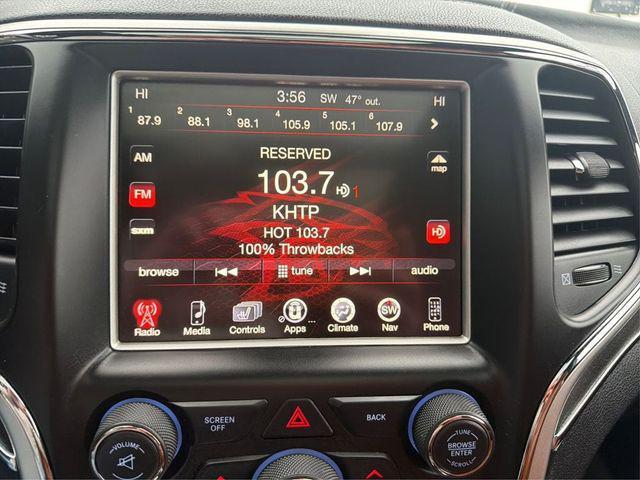 HI 3:56 SW 47° out. HI
1 87.9 2 88.1 3 98.1 4 105.9 5 105.1 6 107.9
AM
RESERVED
map
FM
103.7 HD 1
KHTP
sxm
HOT 103.7
HD
100% Throwbacks
browse tune audio
Radio Media Controls Apps ... Climate SW Nav Phone
SCREEN OFF
BACK
VOLUME
TUNE
BROWSE
ENTER
SCROLL